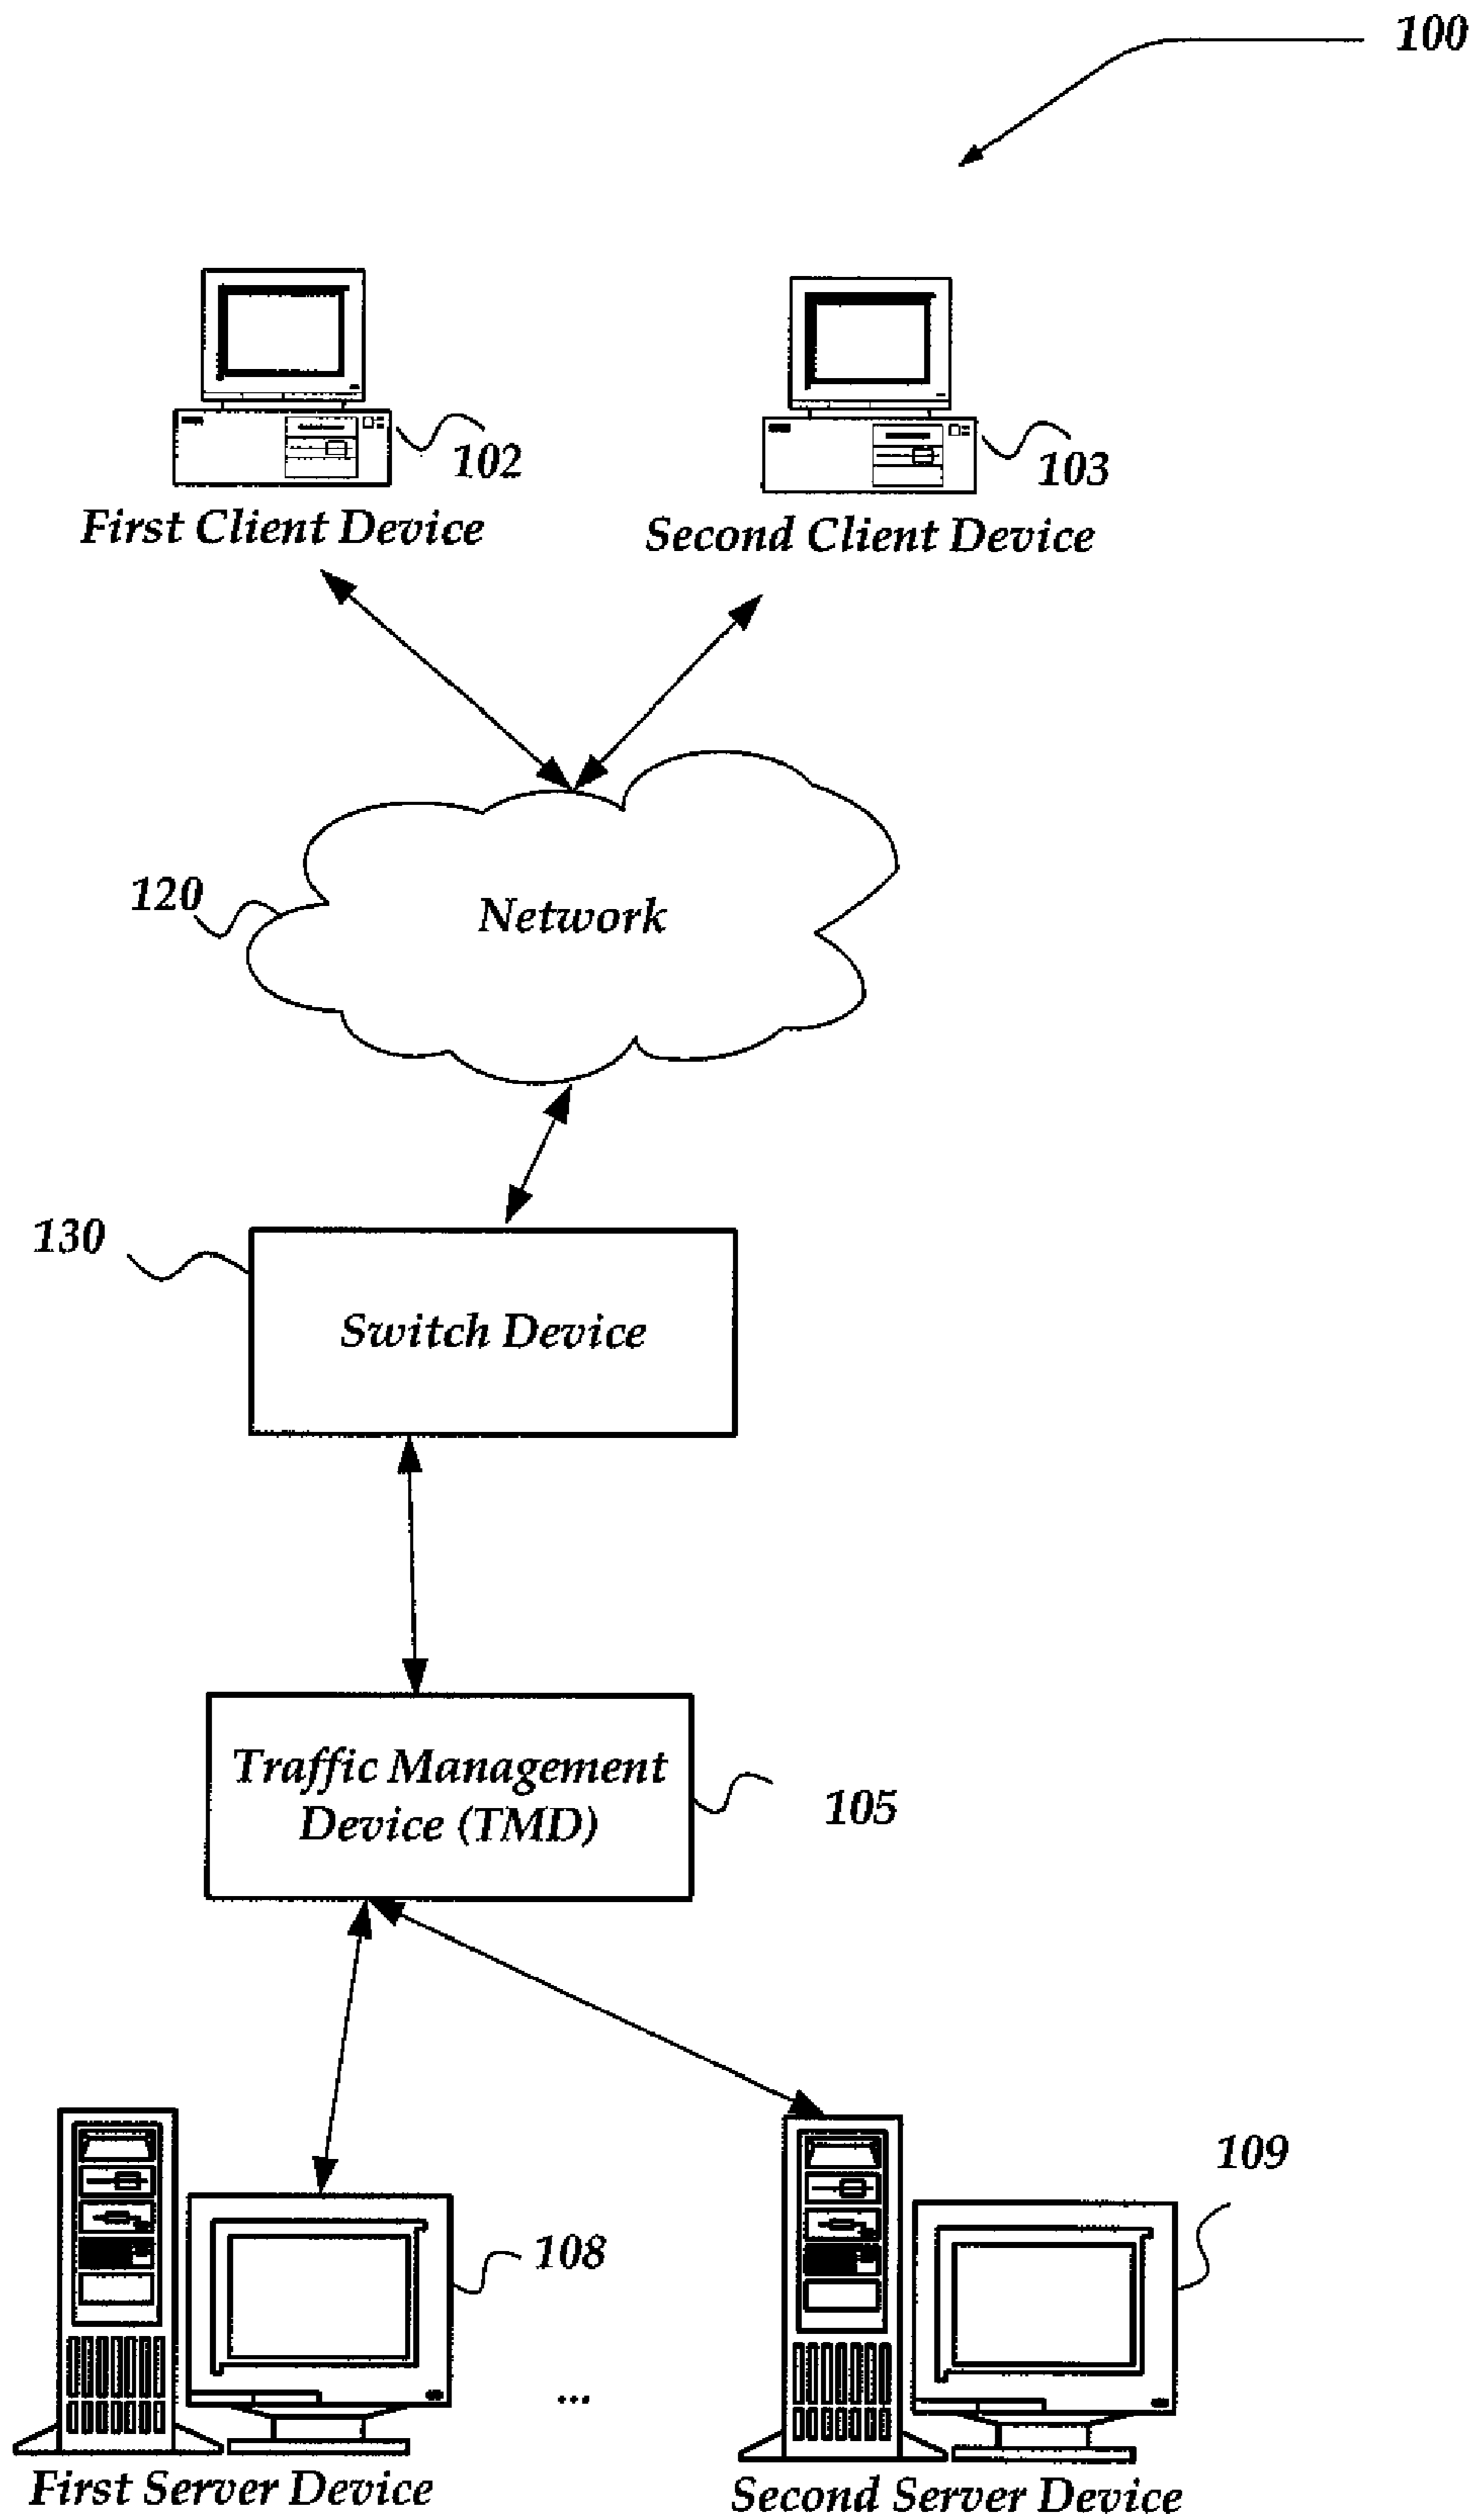 100
102
103
First Client Device
Second Client Device
120
Network
130
Switch Device
Traffic Management
Device (TMD)
105
109
108
...
First Server Device
Second Server Device